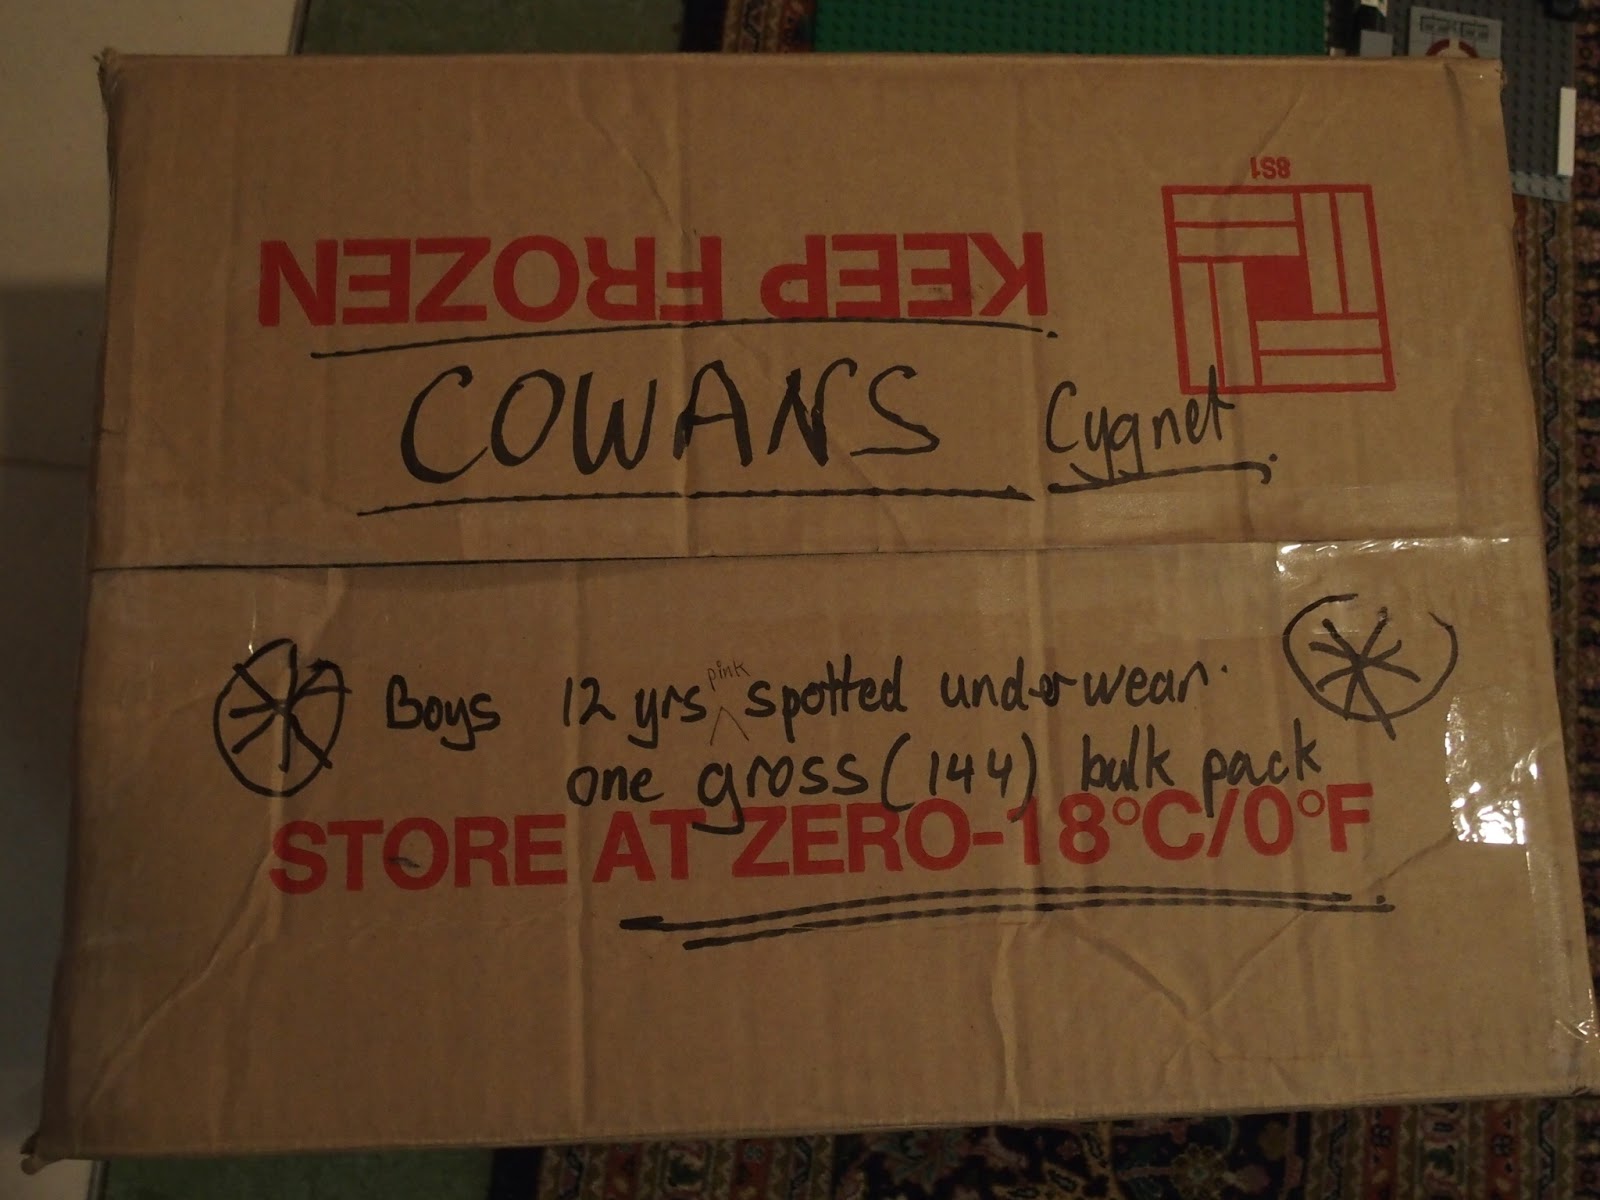 8S1
KEEP FROZEN
COWANS Cygnet.
Boys 12 yrs pink spotted underwear.
one gross (144) bulk pack
STORE AT ZERO-18°C/0°F